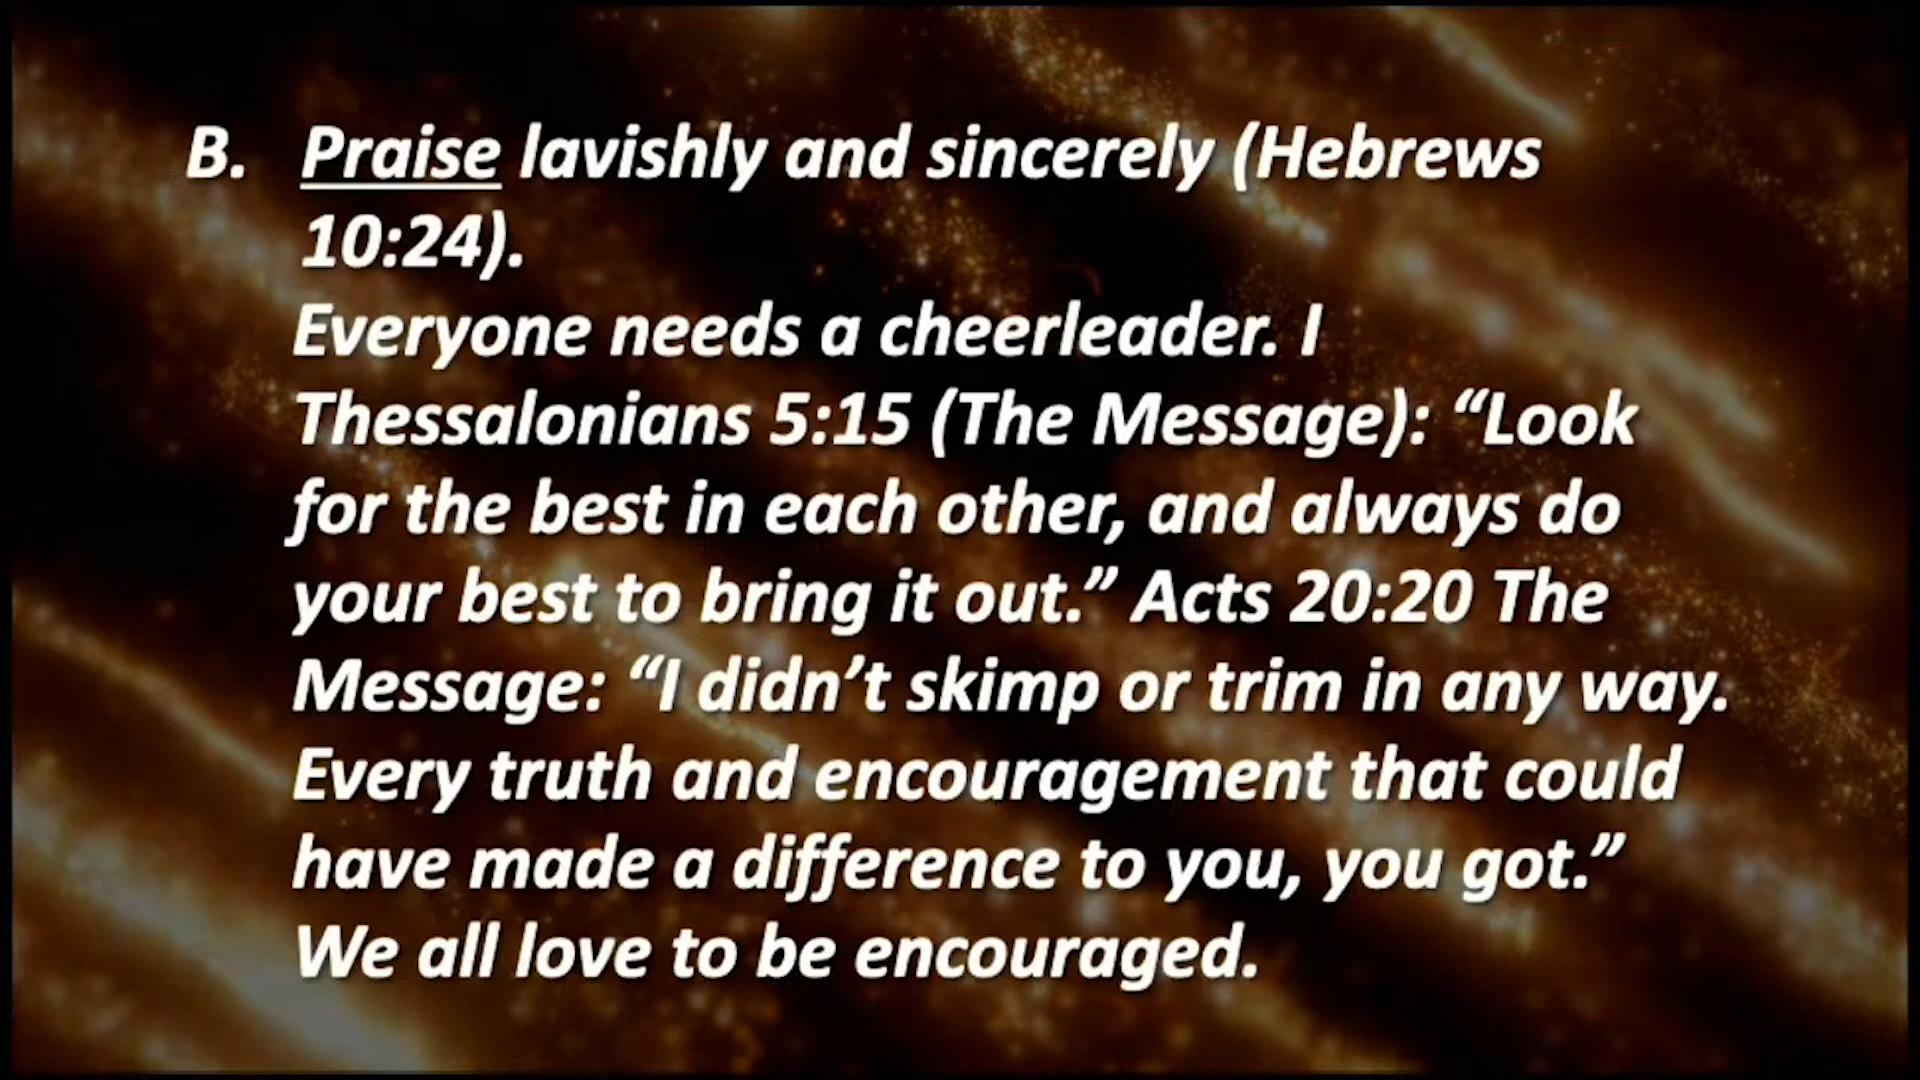 B. Praise lavishly and sincerely (Hebrews
10:24).
Everyone needs a cheerleader. I
Thessalonians 5:15 (The Message): “Look
for the best in each other, and always do
your best to bring it out.” Acts 20:20 The
Message: “I didn’t skimp or trim in any way.
Every truth and encouragement that could
have made a difference to you, you got.”
We all love to be encouraged.